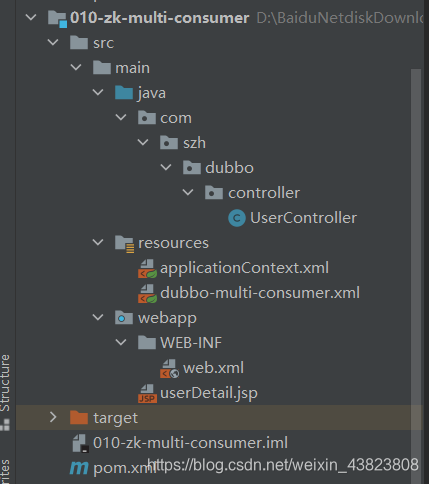 010-zk-multi-consumer D:\BaiduNetdiskDownlo
src
main
java
com
szh
dubbo
controller
UserController
resources
applicationContext.xml
dubbo-multi-consumer.xml
webapp
WEB-INF
web.xml
userDetail.jsp
target
010-zk-multi-consumer.iml
pom.xml
https://blog.csdn.net/weixin_43823808
Structure